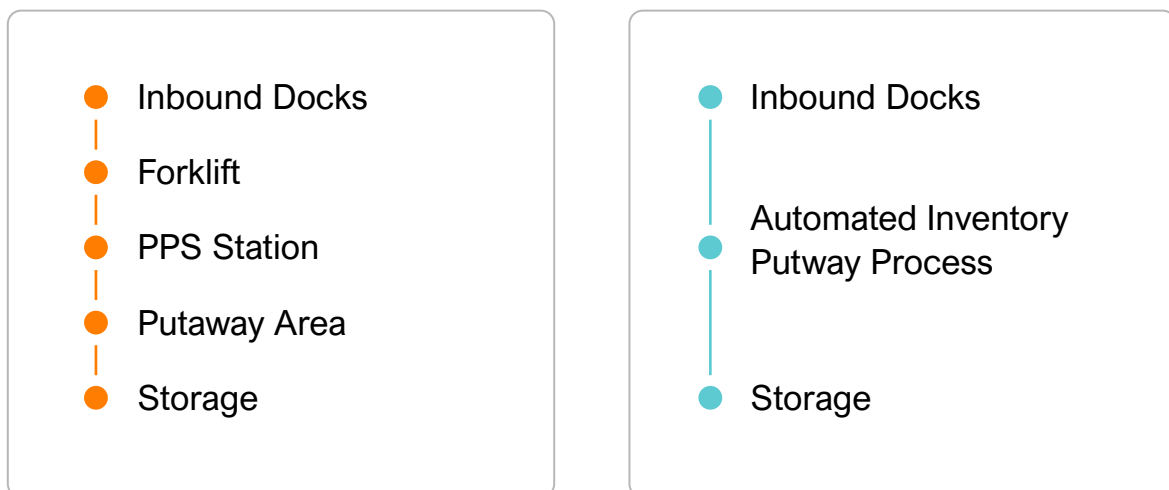 Inbound Docks
Forklift
PPS Station
Putaway Area
Storage
Inbound Docks
Automated Inventory
Putway Process
Storage